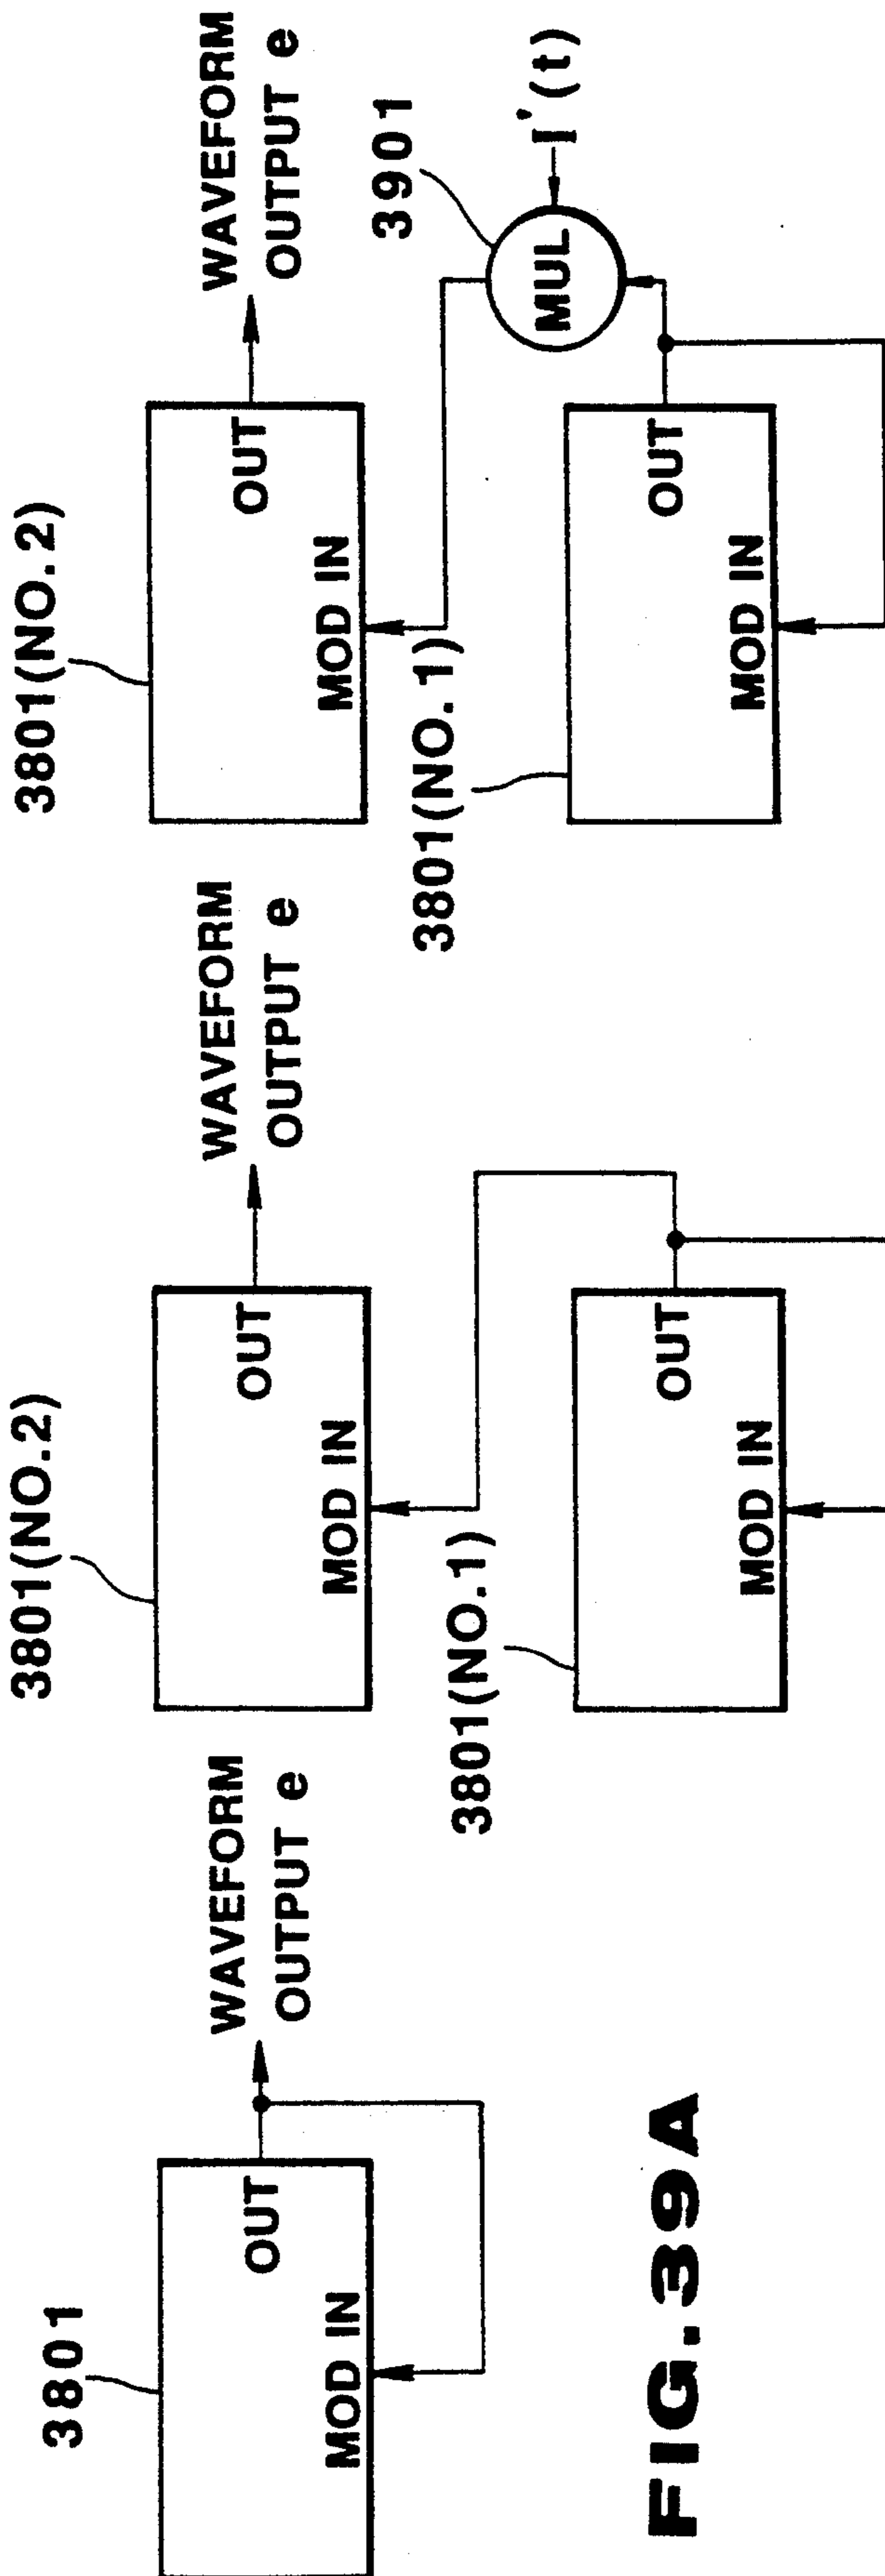 3801
OUT
MOD IN
WAVEFORM
OUTPUT e
FIG.39A
3801(NO.2)
OUT
MOD IN
WAVEFORM
OUTPUT e
3801(NO.1)
OUT
MOD IN
3801(NO.2)
OUT
MOD IN
WAVEFORM
OUTPUT e
3901
MUL
I'(t)
3801(NO.1)
OUT
MOD IN